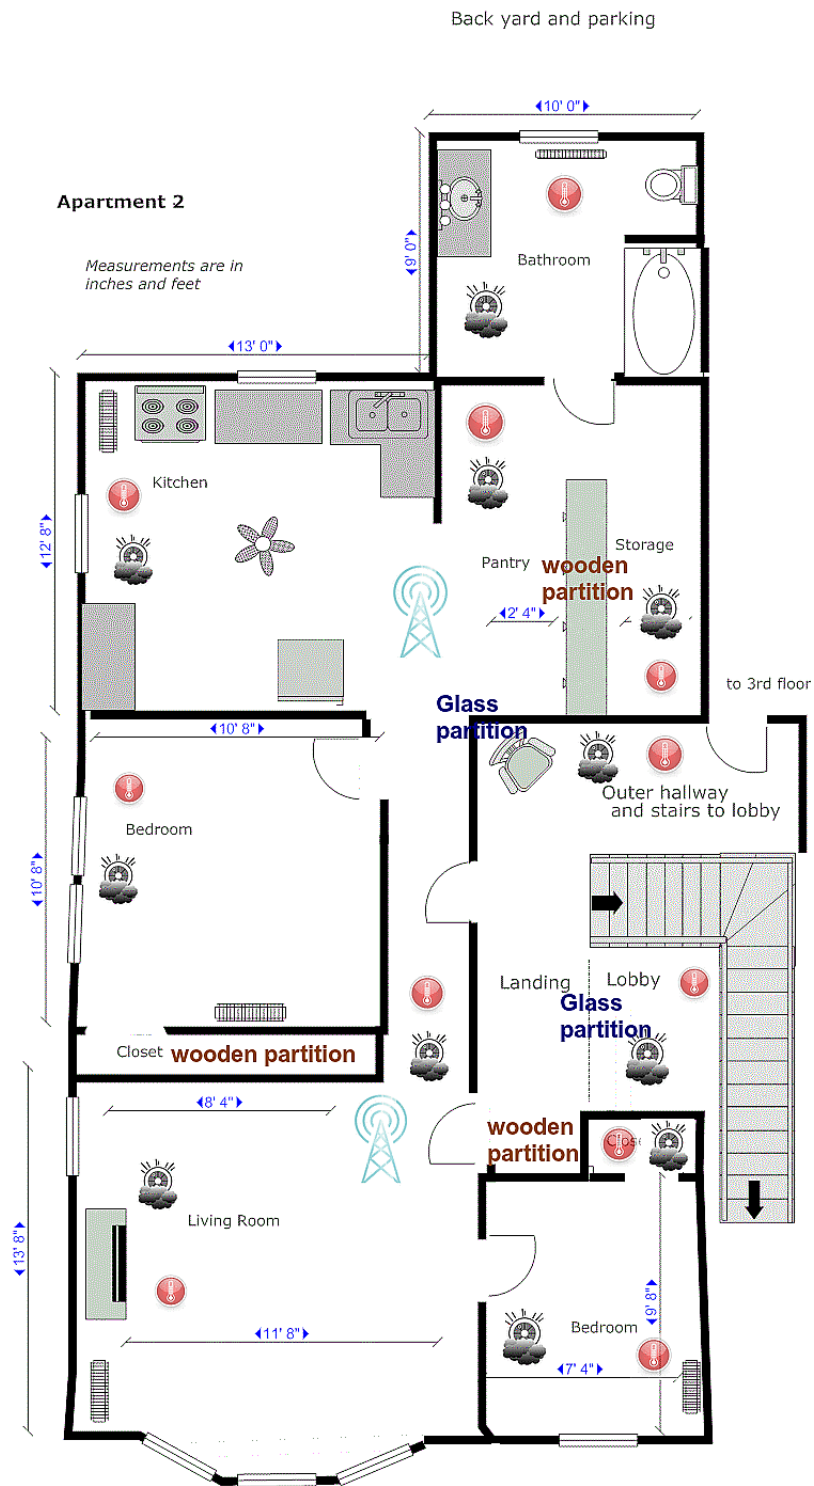 Back yard and parking
10' 0"
Apartment 2
Measurements are in
inches and feet
9' 0"
Bathroom
13' 0"
Kitchen
12' 8"
Pantry
Storage
wooden
partition
2' 4"
to 3rd floor
Glass
partition
10' 8"
Outer hallway
and stairs to lobby
Bedroom
10' 8"
Landing
Lobby
Glass
partition
Closet
wooden partition
8' 4"
wooden
partition
Living Room
13' 8"
9' 8"
11' 8"
Bedroom
7' 4"